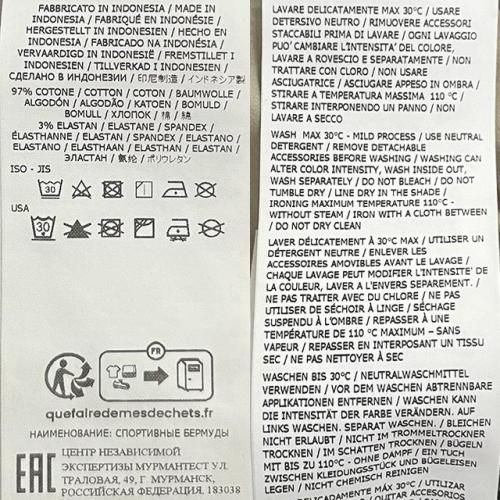 FABBRICATO IN INDONESIA / MADE IN
INDONESIA / FABRIQUÉ EN INDONÉSIE /
HERGESTELLT IN INDONESIEN / HECHO EN
INDONESIA / FABRICADO NA INDONÉSIA /
VERVAARDIGD IN INDONESIË / FREMSTILLET I
INDONESIEN / TILLVERKAD I INDONESIEN /
СДЕЛАНО В ИНДОНЕЗИИ / 印尼制造 / インドネシア製
97% COTONE / COTTON / COTON / BAUMWOLLE /
ALGODÓN / ALGODÃO / KATOEN / BOMULD /
BOMULL / ХЛОПОК / 棉 / 綿
3% ELASTAN / ELASTANE / SPANDEX /
ÉLASTHANNE / ELASTAN / SPANDEX / ELASTANO /
ELASTANO / ELASTHAAN / ELASTHAN / ELASTAN /
ЭЛАСТАН / 氨纶 / ポリウレタン
ISO - JIS
30
USA
30
FR
quefairedemesdechets.fr
НАИМЕНОВАНИЕ: СПОРТИВНЫЕ БЕРМУДЫ
EAC
ЦЕНТР НЕЗАВИСИМОЙ
ЭКСПЕРТИЗЫ МУРМАНТЕСТ УЛ.
ТРАЛОВАЯ, 49, Г. МУРМАНСК,
РОССИЙСКАЯ ФЕДЕРАЦИЯ, 183038
LAVARE DELICATAMENTE MAX 30°C / USARE
DETERSIVO NEUTRO / RIMUOVERE ACCESSORI
STACCABILI PRIMA DI LAVARE / OGNI LAVAGGIO
PUO' CAMBIARE L'INTENSITA' DEL COLORE,
LAVARE A ROVESCIO E SEPARATAMENTE / NON
TRATTARE CON CLORO / NON USARE
ASCIUGATRICE / ASCIUGARE APPESO IN OMBRA /
STIRARE A TEMPERATURA MASSIMA 110 °C /
STIRARE INTERPONENDO UN PANNO / NON
LAVARE A SECCO
WASH MAX 30°C - MILD PROCESS / USE NEUTRAL
DETERGENT / REMOVE DETACHABLE
ACCESSORIES BEFORE WASHING / WASHING CAN
ALTER COLOR INTENSITY, WASH INSIDE OUT,
WASH SEPARATELY / DO NOT BLEACH / DO NOT
TUMBLE DRY / LINE DRY IN THE SHADE /
IRONING MAXIMUM TEMPERATURE 110°C -
WITHOUT STEAM / IRON WITH A CLOTH BETWEEN
/ DO NOT DRY CLEAN
LAVER DÉLICATEMENT À 30°C MAX / UTILISER UN
DÉTERGENT NEUTRE / ENLEVER LES
ACCESSOIRES AMOVIBLES AVANT LE LAVAGE /
CHAQUE LAVAGE PEUT MODIFIER L'INTENSITE' DE
LA COULEUR, LAVER A L'ENVERS SEPAREMENT. /
NE PAS TRAITER AVEC DU CHLORE / NE PAS
UTILISER DE SÉCHOIR À LINGE / SÉCHAGE
SUSPENDU À L'OMBRE / REPASSER À UNE
TEMPÉRATURE DE 110 °C MAXIMUM – SANS
VAPEUR / REPASSER EN INTERPOSANT UN TISSU
SEC / NE PAS NETTOYER À SEC
WASCHEN BIS 30°C / NEUTRALWASCHMITTEL
VERWENDEN / VOR DEM WASCHEN ABTRENNBARE
APPLIKATIONEN ENTFERNEN / WASCHEN KANN
DIE INTENSITÄT DER FARBE VERÄNDERN. AUF
LINKS WASCHEN. SEPARAT WASCHEN. / BLEICHEN
NICHT ERLAUBT / NICHT IM TROMMELTROCKNER
TROCKNEN / IM SCHATTEN TROCKNEN / BÜGELN
MIT BIS ZU 110°C - OHNE DAMPF / EIN TUCH
ZWISCHEN KLEIDUNGSSTÜCK UND BÜGELEISEN
LEGEN / NICHT CHEMISCH REINIGEN
DELICADAMENTE MÁX 30°C / UTILIZAR